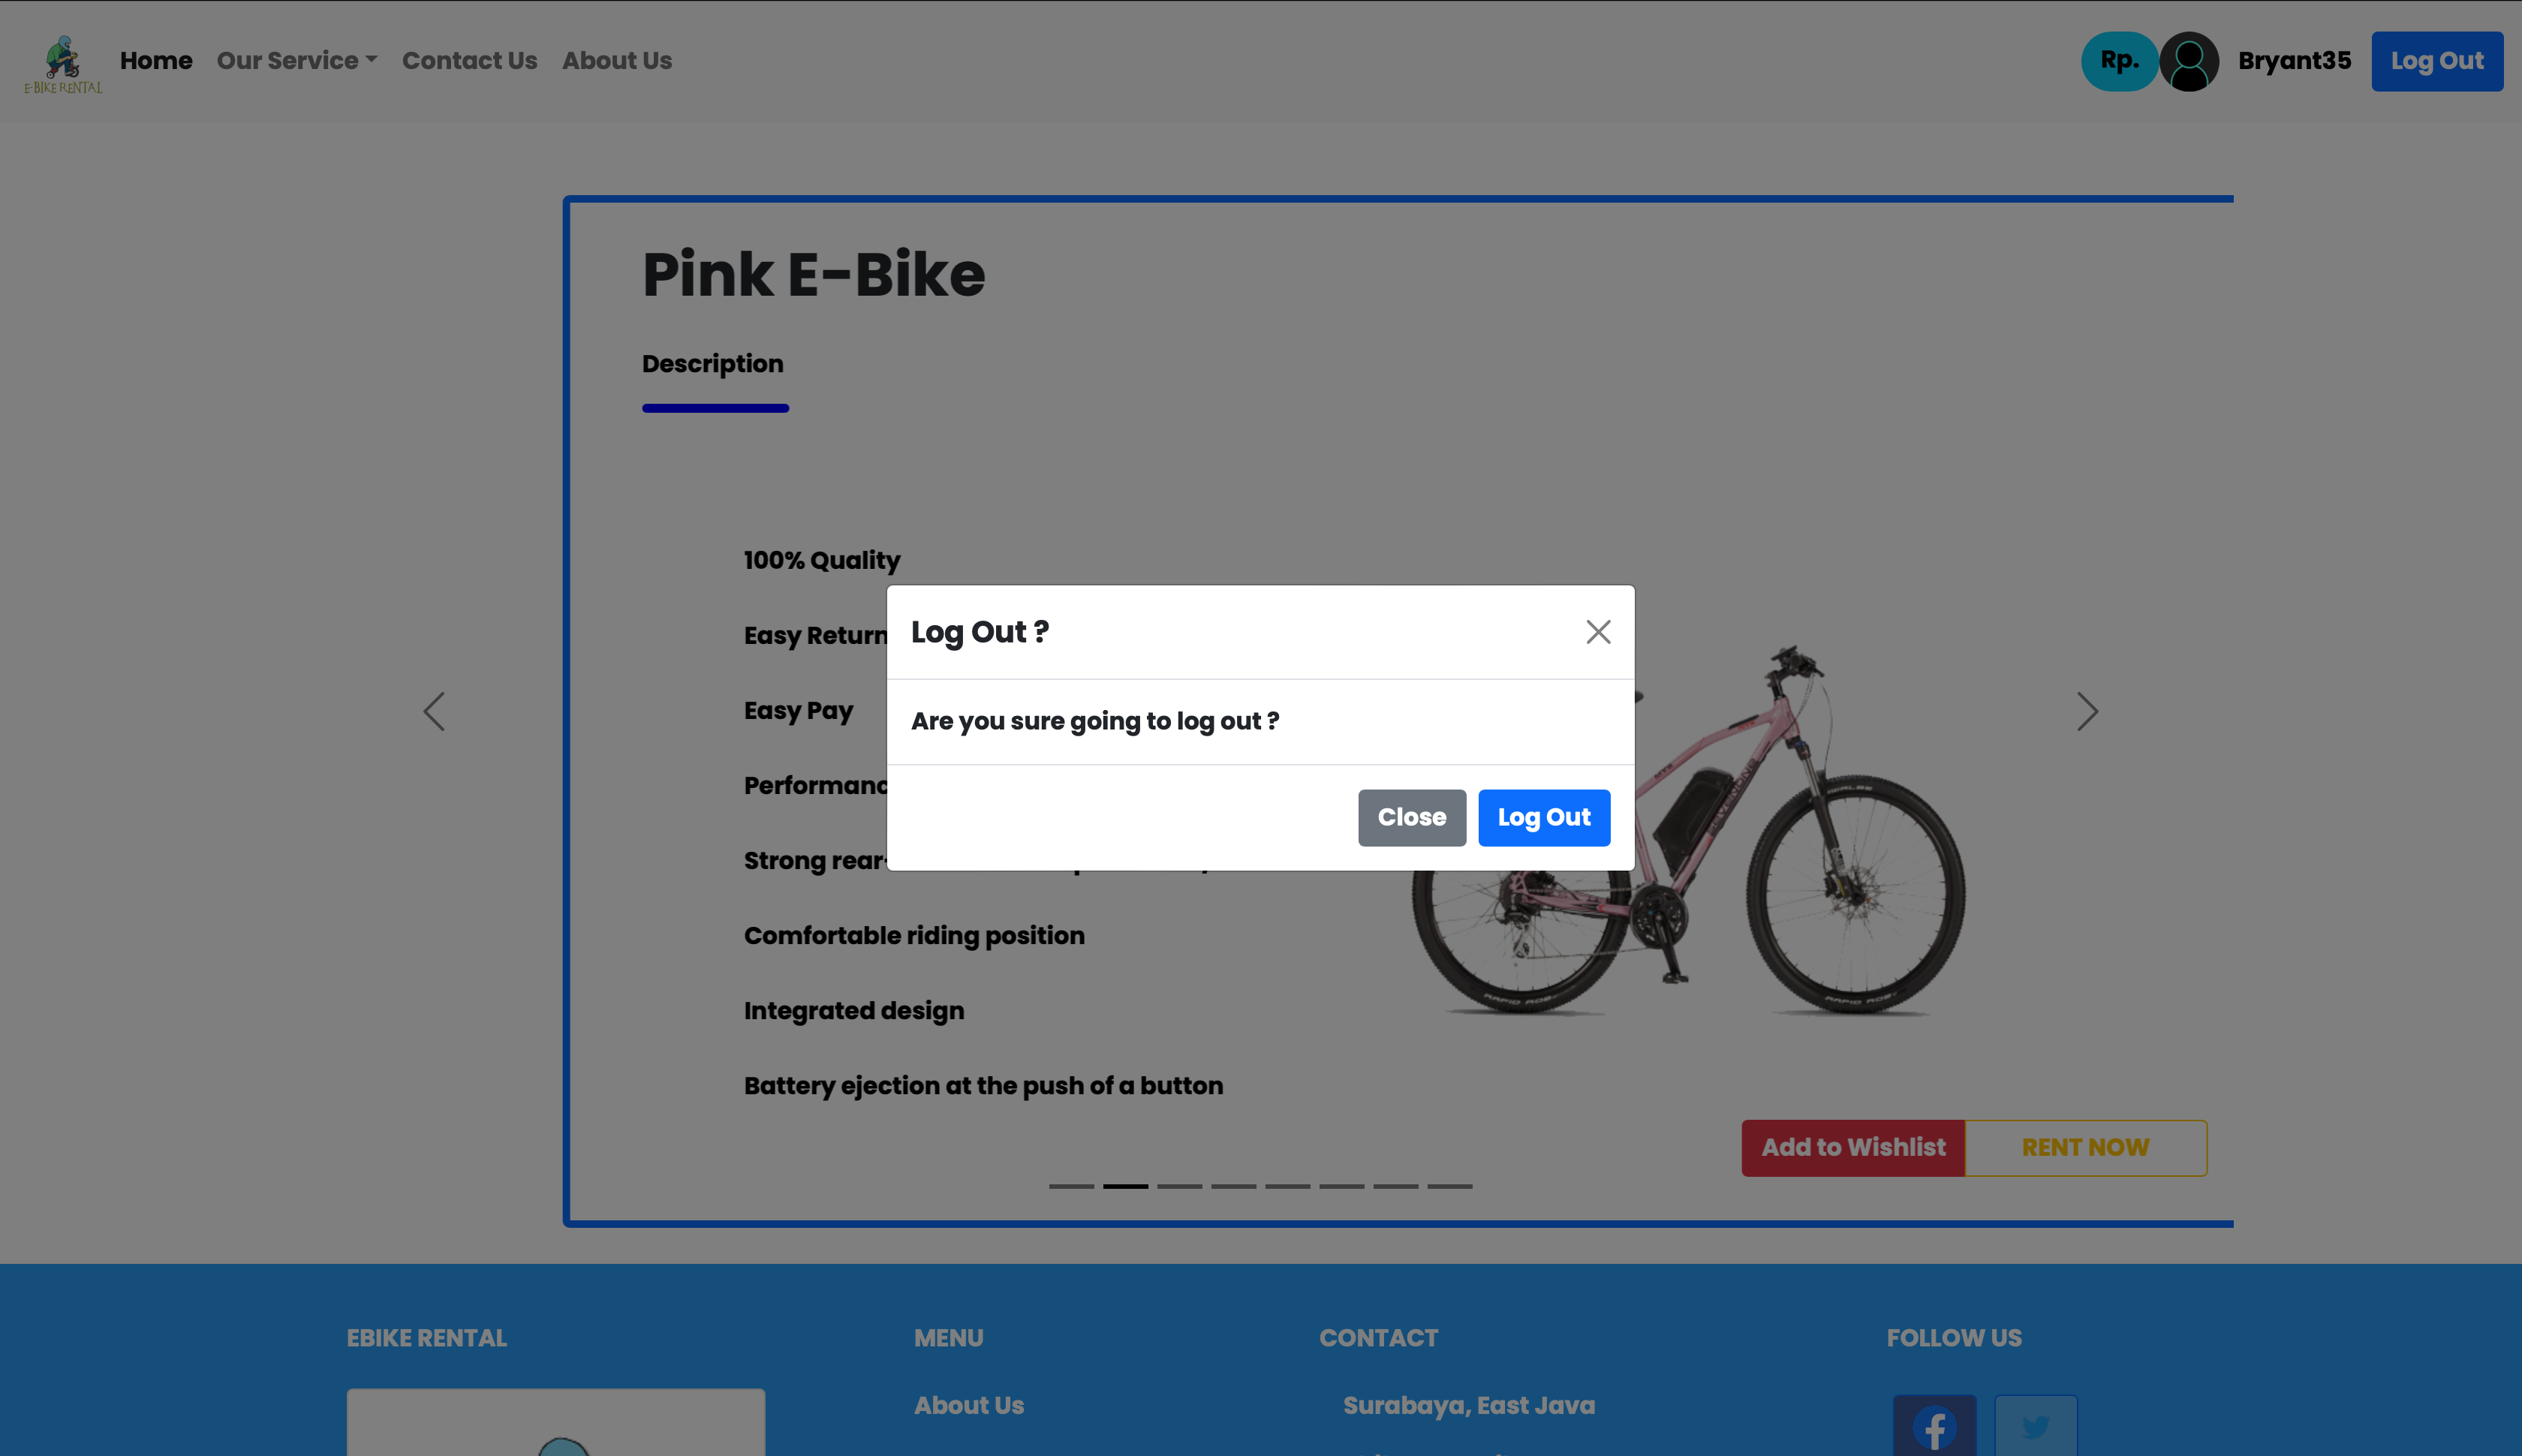 E-BIKE RENTAL
Home
Our Service
Contact Us
About Us
Rp.
Bryant35
Log Out
Pink E-Bike
Description
100% Quality
Easy Return
Easy Pay
Strong rear-
Comfortable riding position
Integrated design
Battery ejection at the push of a button
Log Out ?
Are you sure going to log out ?
Close
Log Out
Add to Wishlist
RENT NOW
EBIKE RENTAL
MENU
CONTACT
FOLLOW US
About Us
Surabaya, East Java